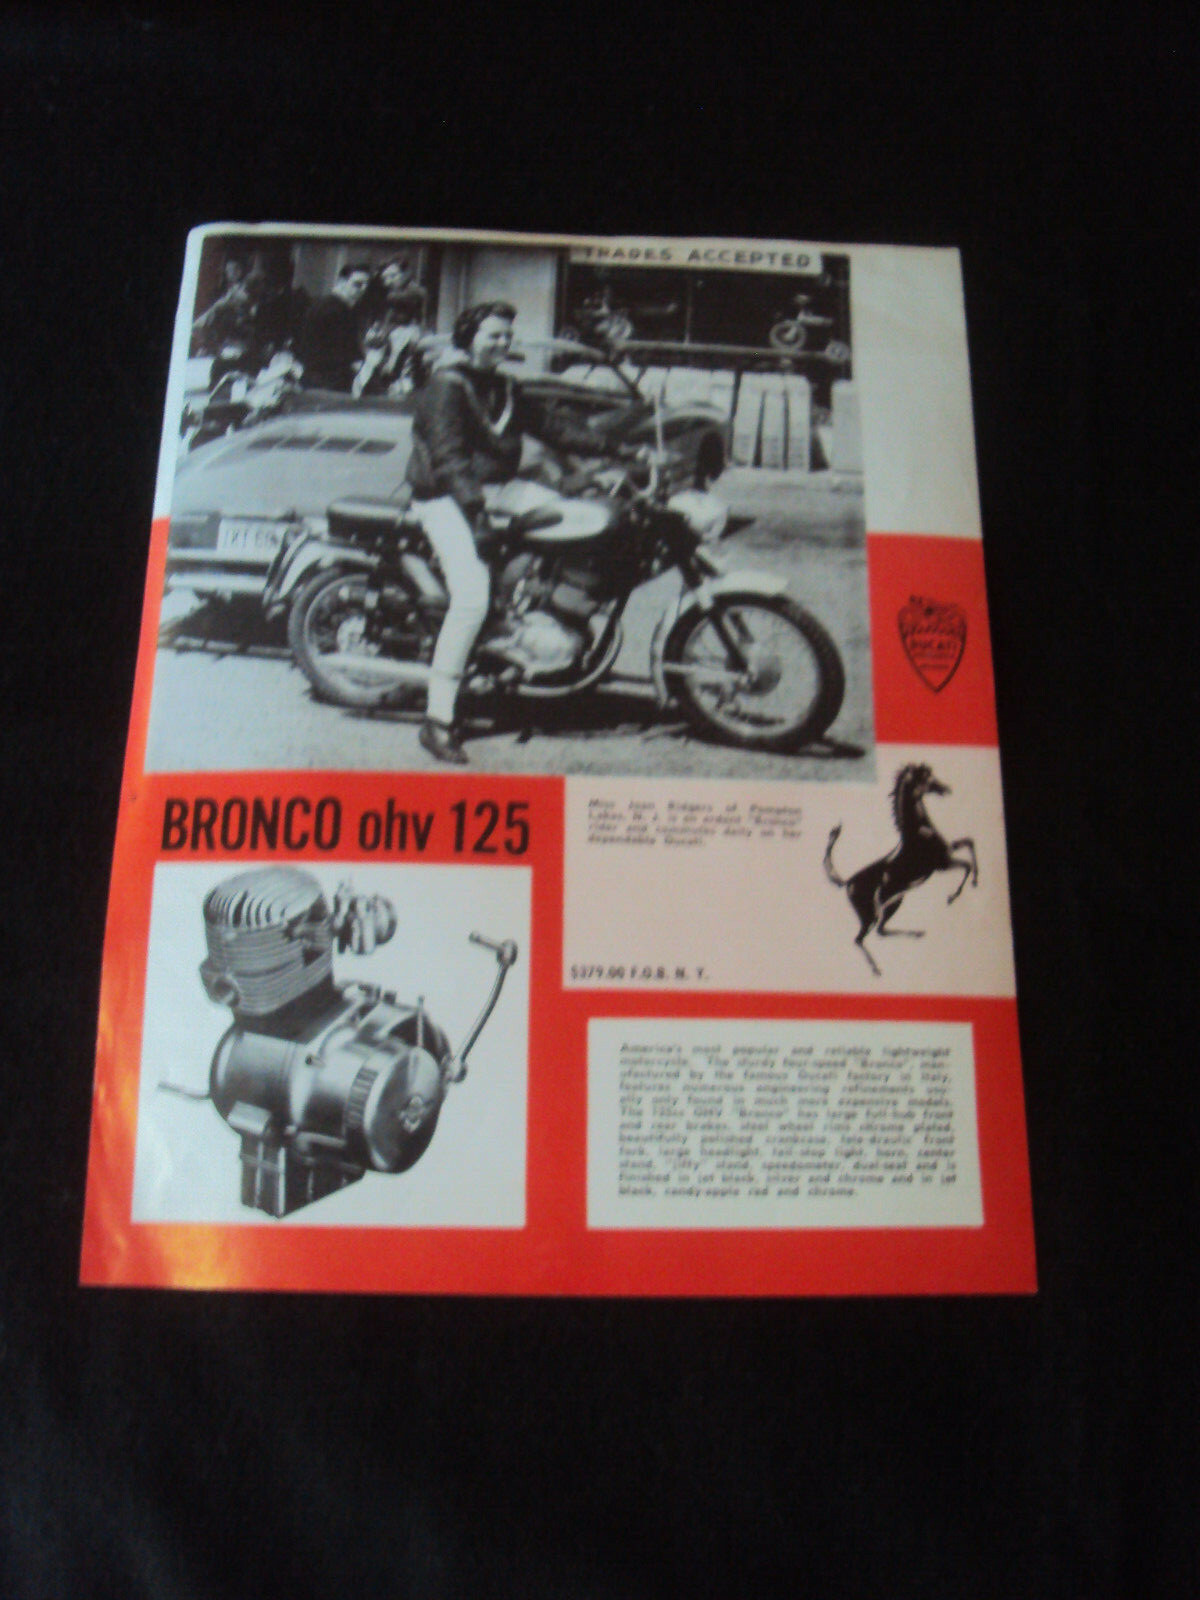 TRADES ACCEPTED
DUCATI
BRONCO ohv 125
Miss Joan Ridgers of Pompton
Lakes, N. J. is an ardent "Bronco"
rider and commutes daily on her
dependable Ducati.
$379.00 F.O.B. N. Y.
America's most popular and reliable lightweight
motorcycle. The sturdy four-speed "Bronco", man-
ufactured by the famous Ducati factory in Italy,
features numerous engineering refinements usu-
ally only found in much more expensive models.
The 125cc OHV "Bronco" has large full-hub front
and rear brakes, steel wheel rims chrome plated,
beautifully polished crankcase, tele-draulic front
fork, large headlight, tail-stop light, horn, center
stand, "jiffy" stand, speedometer, dual-seat and is
finished in jet black, silver and chrome and in jet
black, candy-apple red and chrome.